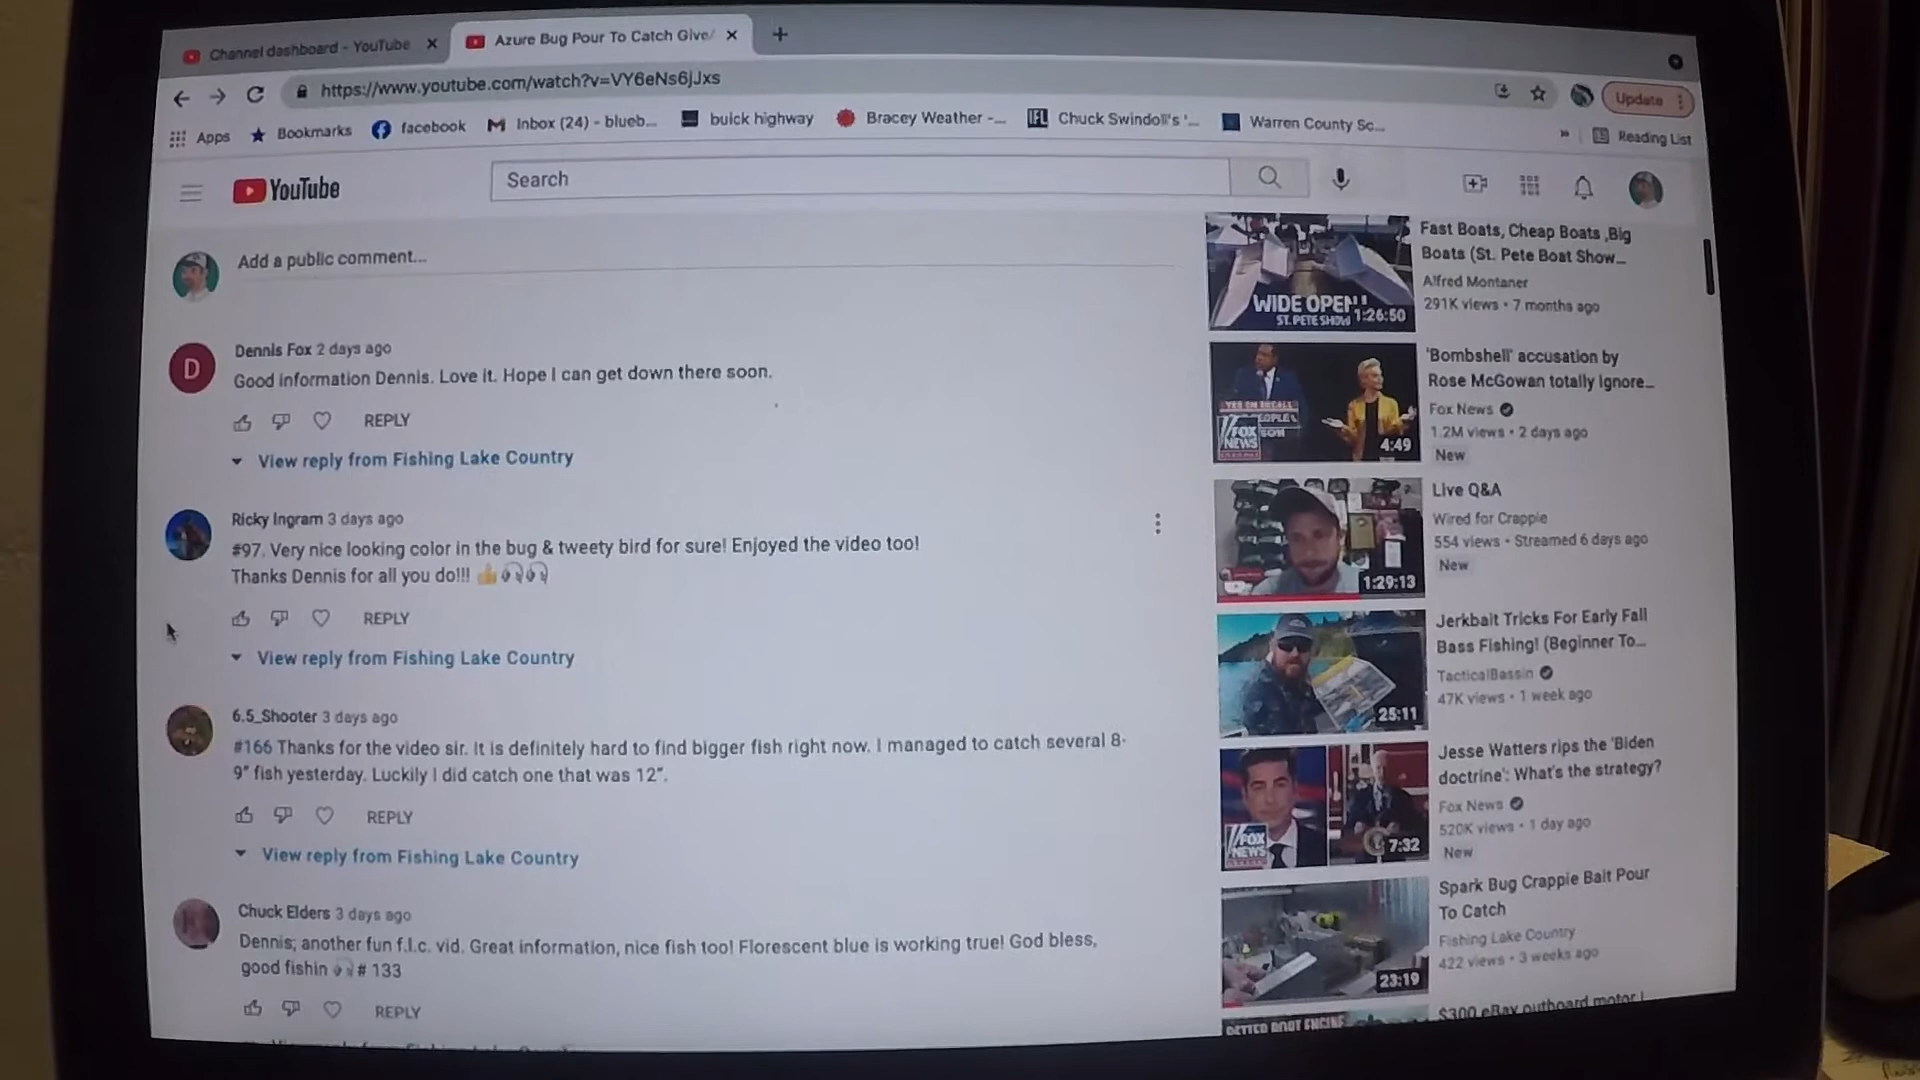 Channel dashboard - YouTube
Azure Bug Pour To Catch Give
https://www.youtube.com/watch?v=VY6eNs6jJxs
Update
Apps
Bookmarks
facebook
Inbox (24) - blueb...
buick highway
Bracey Weather -...
IFL
Chuck Swindoll's '...
Warren County Sc...
»
Reading List
YouTube
Search
Add a public comment...
D
Dennis Fox 2 days ago
Good information Dennis. Love it. Hope I can get down there soon.
REPLY
View reply from Fishing Lake Country
Ricky Ingram 3 days ago
#97. Very nice looking color in the bug & tweety bird for sure! Enjoyed the video too!
Thanks Dennis for all you do!!! 👍🎣🎣
REPLY
View reply from Fishing Lake Country
6.5_Shooter 3 days ago
#166 Thanks for the video sir. It is definitely hard to find bigger fish right now. I managed to catch several 8-
9" fish yesterday. Luckily I did catch one that was 12".
REPLY
View reply from Fishing Lake Country
Chuck Elders 3 days ago
Dennis; another fun f.l.c. vid. Great information, nice fish too! Florescent blue is working true! God bless,
good fishin 🎣 # 133
REPLY
WIDE OPEN!
ST. PETE SHOW
1:26:50
Fast Boats, Cheap Boats ,Big
Boats (St. Pete Boat Show...
Alfred Montaner
291K views • 7 months ago
YES ON RECALL
FOX
NEWS
4:49
'Bombshell' accusation by
Rose McGowan totally ignore...
Fox News
1.2M views • 2 days ago
New
1:29:13
Live Q&A
Wired for Crappie
554 views • Streamed 6 days ago
New
25:11
Jerkbait Tricks For Early Fall
Bass Fishing! (Beginner To...
TacticalBassin
47K views • 1 week ago
FOX
NEWS
7:32
Jesse Watters rips the 'Biden
doctrine': What's the strategy?
Fox News
520K views • 1 day ago
New
23:19
Spark Bug Crappie Bait Pour
To Catch
Fishing Lake Country
422 views • 3 weeks ago
$300 eBay outboard motor